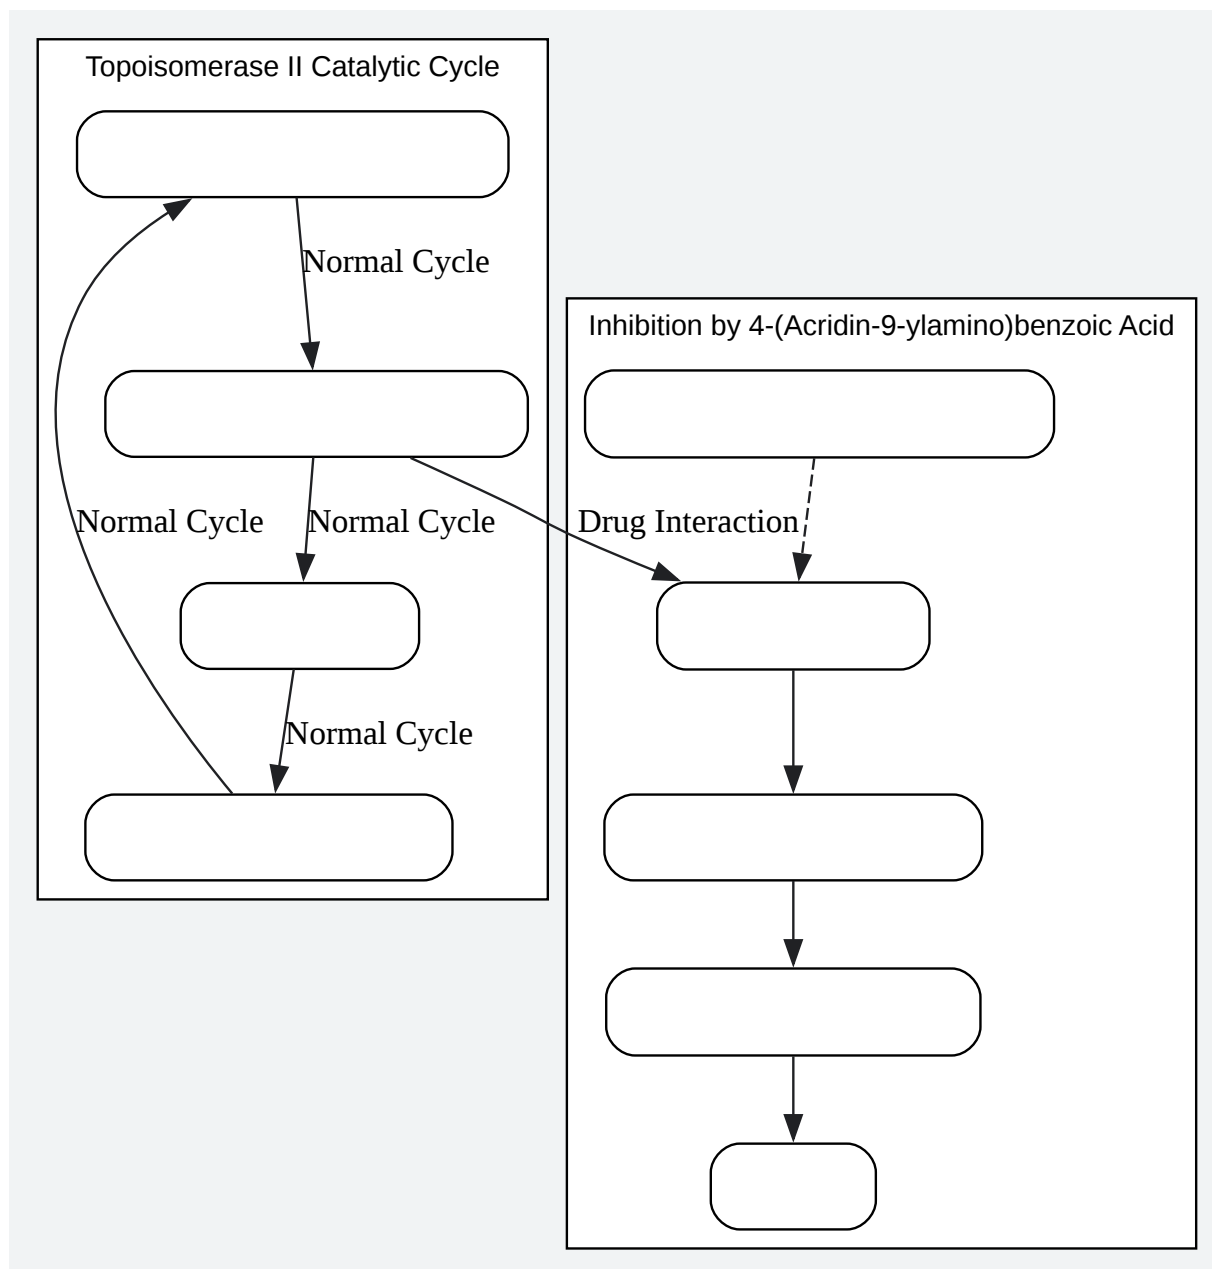 Topoisomerase II Catalytic Cycle
Normal Cycle
Inhibition by 4-(Acridin-9-ylamino)benzoic Acid
Normal Cycle
Normal Cycle
Drug Interaction
Normal Cycle